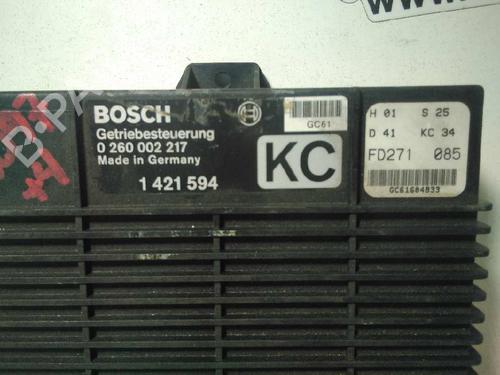 BOSCH
Getriebesteuerung
0 260 002 217
Made in Germany
1 421 594
GC61
KC
H 01 S 25
D 41 KC 34
FD271 085
GC61604833
B-PA